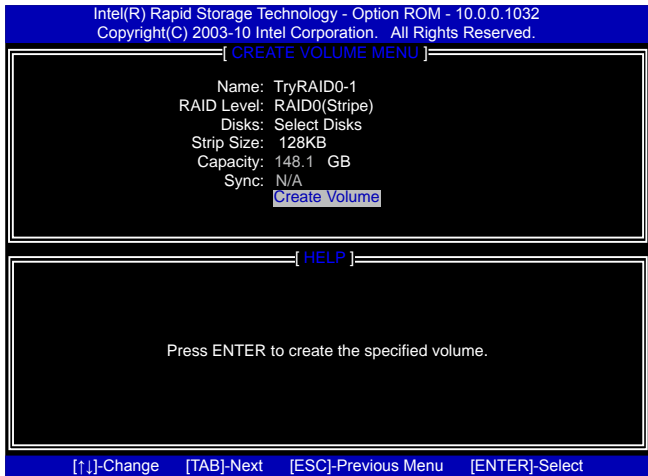 Intel(R) Rapid Storage Technology - Option ROM - 10.0.0.1032
Copyright(C) 2003-10 Intel Corporation. All Rights Reserved.
[ CREATE VOLUME MENU ]
Name: TryRAID0-1
RAID Level: RAID0(Stripe)
Disks: Select Disks
Strip Size: 128KB
Capacity: 148.1 GB
Sync: N/A
Create Volume
[ HELP ]
Press ENTER to create the specified volume.
[↑↓]-Change [TAB]-Next [ESC]-Previous Menu [ENTER]-Select